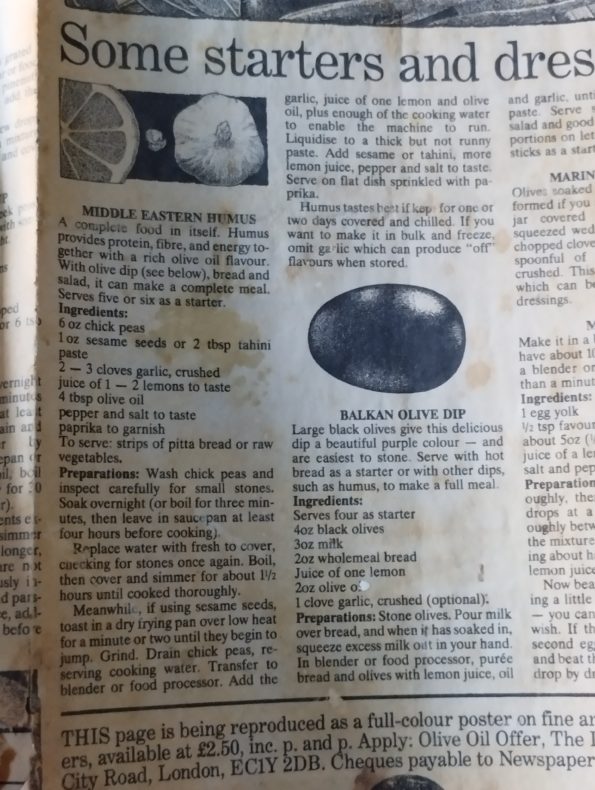 Some starters and dres
MIDDLE EASTERN HUMUS
A complete food in itself. Humus
provides protein, fibre, and energy to-
gether with a rich olive oil flavour.
With olive dip (see below), bread and
salad, it can make a complete meal.
Serves five or six as a starter.
Ingredients:
6 oz chick peas
1 oz sesame seeds or 2 tbsp tahini
paste
2 — 3 cloves garlic, crushed
juice of 1 — 2 lemons to taste
4 tbsp olive oil
pepper and salt to taste
paprika to garnish
To serve: strips of pitta bread or raw
vegetables.
Preparations: Wash chick peas and
inspect carefully for small stones.
Soak overnight (or boil for three min-
utes, then leave in saucepan at least
four hours before cooking).
Replace water with fresh to cover,
checking for stones once again. Boil,
then cover and simmer for about 1½
hours until cooked thoroughly.
Meanwhile, if using sesame seeds,
toast in a dry frying pan over low heat
for a minute or two until they begin to
jump. Grind. Drain chick peas, re-
serving cooking water. Transfer to
blender or food processor. Add the
garlic, juice of one lemon and olive
oil, plus enough of the cooking water
to enable the machine to run.
Liquidise to a thick but not runny
paste. Add sesame or tahini, more
lemon juice, pepper and salt to taste.
Serve on flat dish sprinkled with pa-
prika.
Humus tastes best if kept for one or
two days covered and chilled. If you
want to make it in bulk and freeze,
omit garlic which can produce "off"
flavours when stored.
BALKAN OLIVE DIP
Large black olives give this delicious
dip a beautiful purple colour — and
are easiest to stone. Serve with hot
bread as a starter or with other dips,
such as humus, to make a full meal.
Ingredients:
Serves four as starter
4oz black olives
3oz milk
2oz wholemeal bread
Juice of one lemon
2oz olive o
1 clove garlic, crushed (optional).
Preparations: Stone olives. Pour milk
over bread, and when it has soaked in,
squeeze excess milk out in your hand.
In blender or food processor, purée
bread and olives with lemon juice, oil
and garlic, unti
paste. Serve
salad and good
portions on let
sticks as a start
MARIN
Olives soaked
formed if you
jar covered
squeezed wed
chopped clove
spoonful of
crushed. This
which can be
dressings.
M
Make it in a
have about 10
a blender or
than a minut
Ingredients:
1 egg yolk
½ tsp favour
about 5oz (¼
juice of a le
salt and pep
Preparation
oughly, the
drops at a
oughly betw
the mixture
ing about ha
lemon juice
Now bea
ing a little
— you can
wish. If th
second eg
and beat th
drop by dr
THIS page is being reproduced as a full-colour poster on fine ar
ers, available at £2.50, inc. p. and p. Apply: Olive Oil Offer, The
City Road, London, EC1Y 2DB. Cheques payable to Newspaper